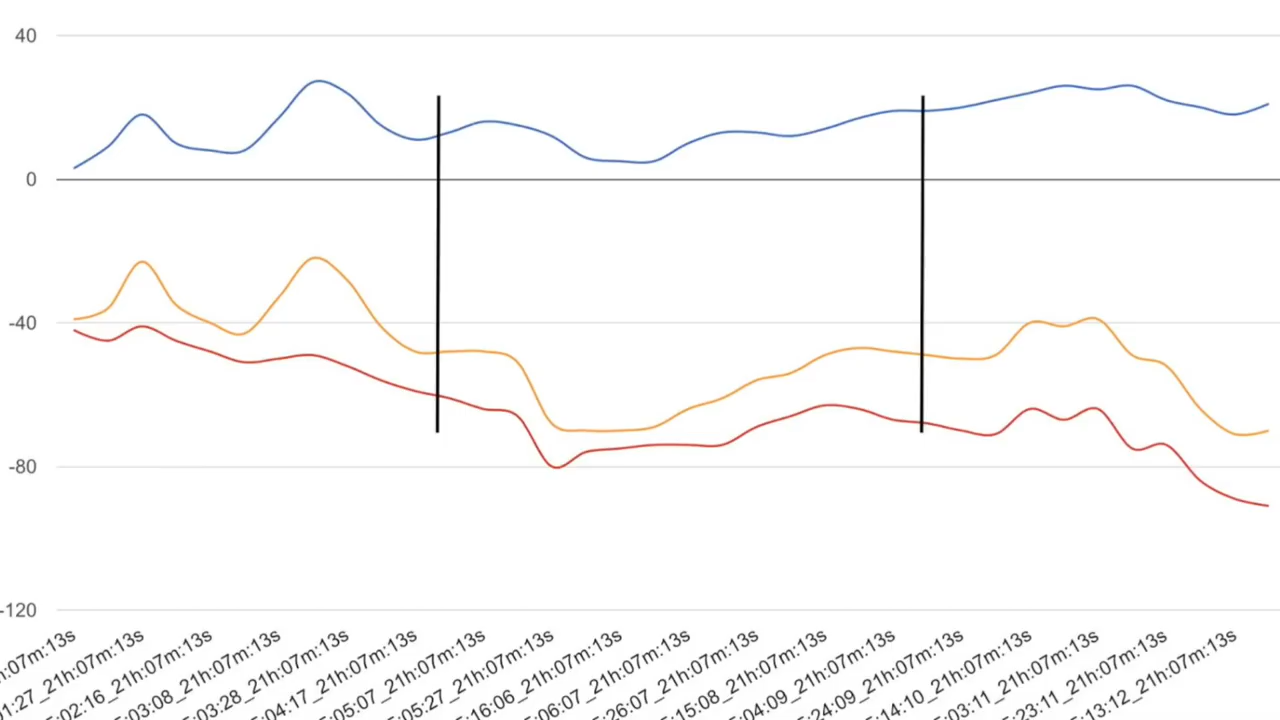 40
0
-40
-80
-120
h:07m:13s
01:27_21h:07m:13s
:02:16_21h:07m:13s
:03:08_21h:07m:13s
:03:28_21h:07m:13s
:04:17_21h:07m:13s
:05:07_21h:07m:13s
:05:27_21h:07m:13s
:16:06_21h:07m:13s
:06:07_21h:07m:13s
:26:07_21h:07m:13s
:15:08_21h:07m:13s
:04:09_21h:07m:13s
:24:09_21h:07m:13s
:14:10_21h:07m:13s
:03:11_21h:07m:13s
:23:11_21h:07m:13s
:13:12_21h:07m:13s